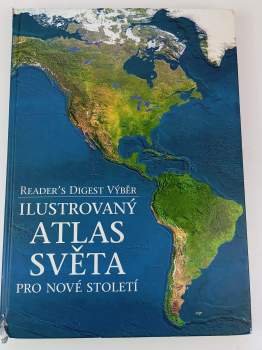 READER'S DIGEST VÝBĚR
ILUSTROVANÝ
ATLAS
SVĚTA
PRO NOVÉ STOLETÍ